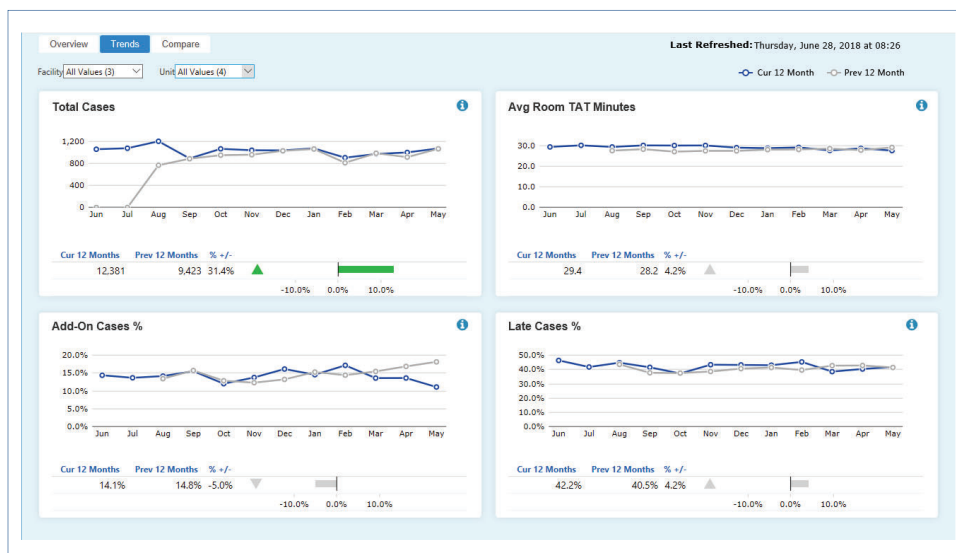 Overview Trends Compare
Last Refreshed: Thursday, June 28, 2018 at 08:26
Facility All Values (3) Unit All Values (4)
Cur 12 Month Prev 12 Month
Total Cases
1,200
800
400
0
Jun Jul Aug Sep Oct Nov Dec Jan Feb Mar Apr May
Cur 12 Months Prev 12 Months % +/-
12,381 9,423 31.4%
-10.0% 0.0% 10.0%
Avg Room TAT Minutes
30.0
20.0
10.0
0.0
Jun Jul Aug Sep Oct Nov Dec Jan Feb Mar Apr May
Cur 12 Months Prev 12 Months % +/-
29.4 28.2 4.2%
-10.0% 0.0% 10.0%
Add-On Cases %
20.0%
15.0%
10.0%
5.0%
0.0%
Jun Jul Aug Sep Oct Nov Dec Jan Feb Mar Apr May
Cur 12 Months Prev 12 Months % +/-
14.1% 14.8% -5.0%
-10.0% 0.0% 10.0%
Late Cases %
50.0%
40.0%
30.0%
20.0%
10.0%
0.0%
Jun Jul Aug Sep Oct Nov Dec Jan Feb Mar Apr May
Cur 12 Months Prev 12 Months % +/-
42.2% 40.5% 4.2%
-10.0% 0.0% 10.0%